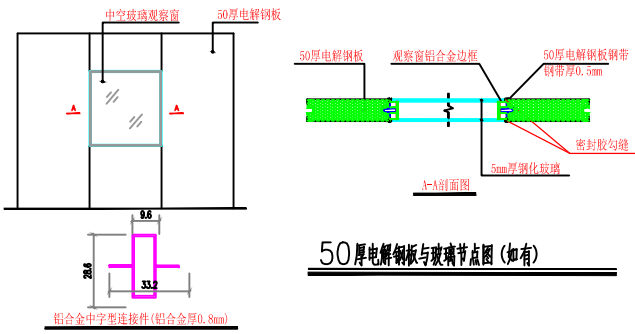 中空玻璃观察窗
50厚电解钢板
A
A
9.6
28.6
33.2
铝合金中字型连接件(铝合金厚0.8mm)
50厚电解钢板
观察窗铝合金边框
50厚电解钢板钢带
钢带厚0.5mm
密封胶勾缝
5mm厚钢化玻璃
A-A剖面图
50厚电解钢板与玻璃节点图(如有)